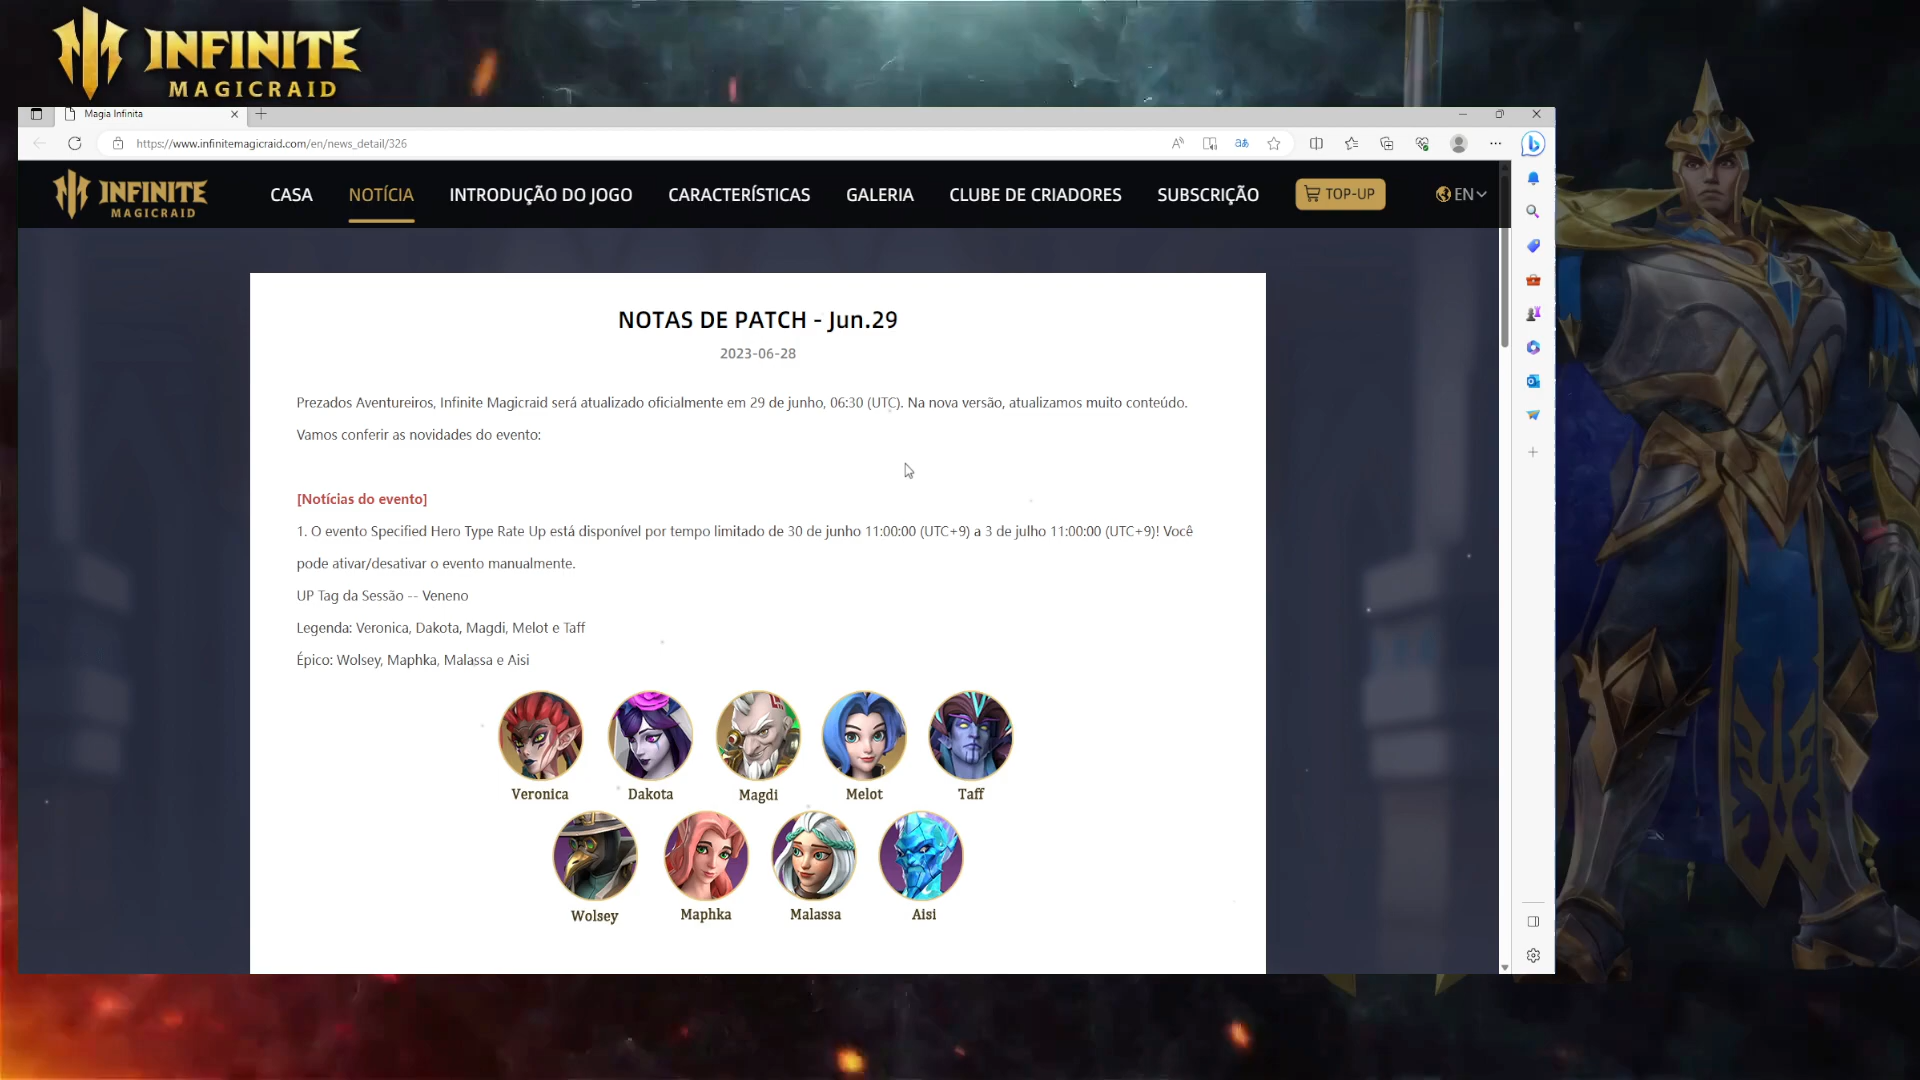 INFINITE
MAGICRAID
Magia Infinita
https://www.infinitemagicraid.com/en/news_detail/326
INFINITE
MAGICRAID
CASA
NOTÍCIA
INTRODUÇÃO DO JOGO
CARACTERÍSTICAS
GALERIA
CLUBE DE CRIADORES
SUBSCRIÇÃO
TOP-UP
EN
NOTAS DE PATCH - Jun.29
2023-06-28
Prezados Aventureiros, Infinite Magicraid será atualizado oficialmente em 29 de junho, 06:30 (UTC). Na nova versão, atualizamos muito conteúdo.
Vamos conferir as novidades do evento:
[Notícias do evento]
1. O evento Specified Hero Type Rate Up está disponível por tempo limitado de 30 de junho 11:00:00 (UTC+9) a 3 de julho 11:00:00 (UTC+9)! Você
pode ativar/desativar o evento manualmente.
UP Tag da Sessão -- Veneno
Legenda: Veronica, Dakota, Magdi, Melot e Taff
Épico: Wolsey, Maphka, Malassa e Aisi
Veronica
Dakota
Magdi
Melot
Taff
Wolsey
Maphka
Malassa
Aisi